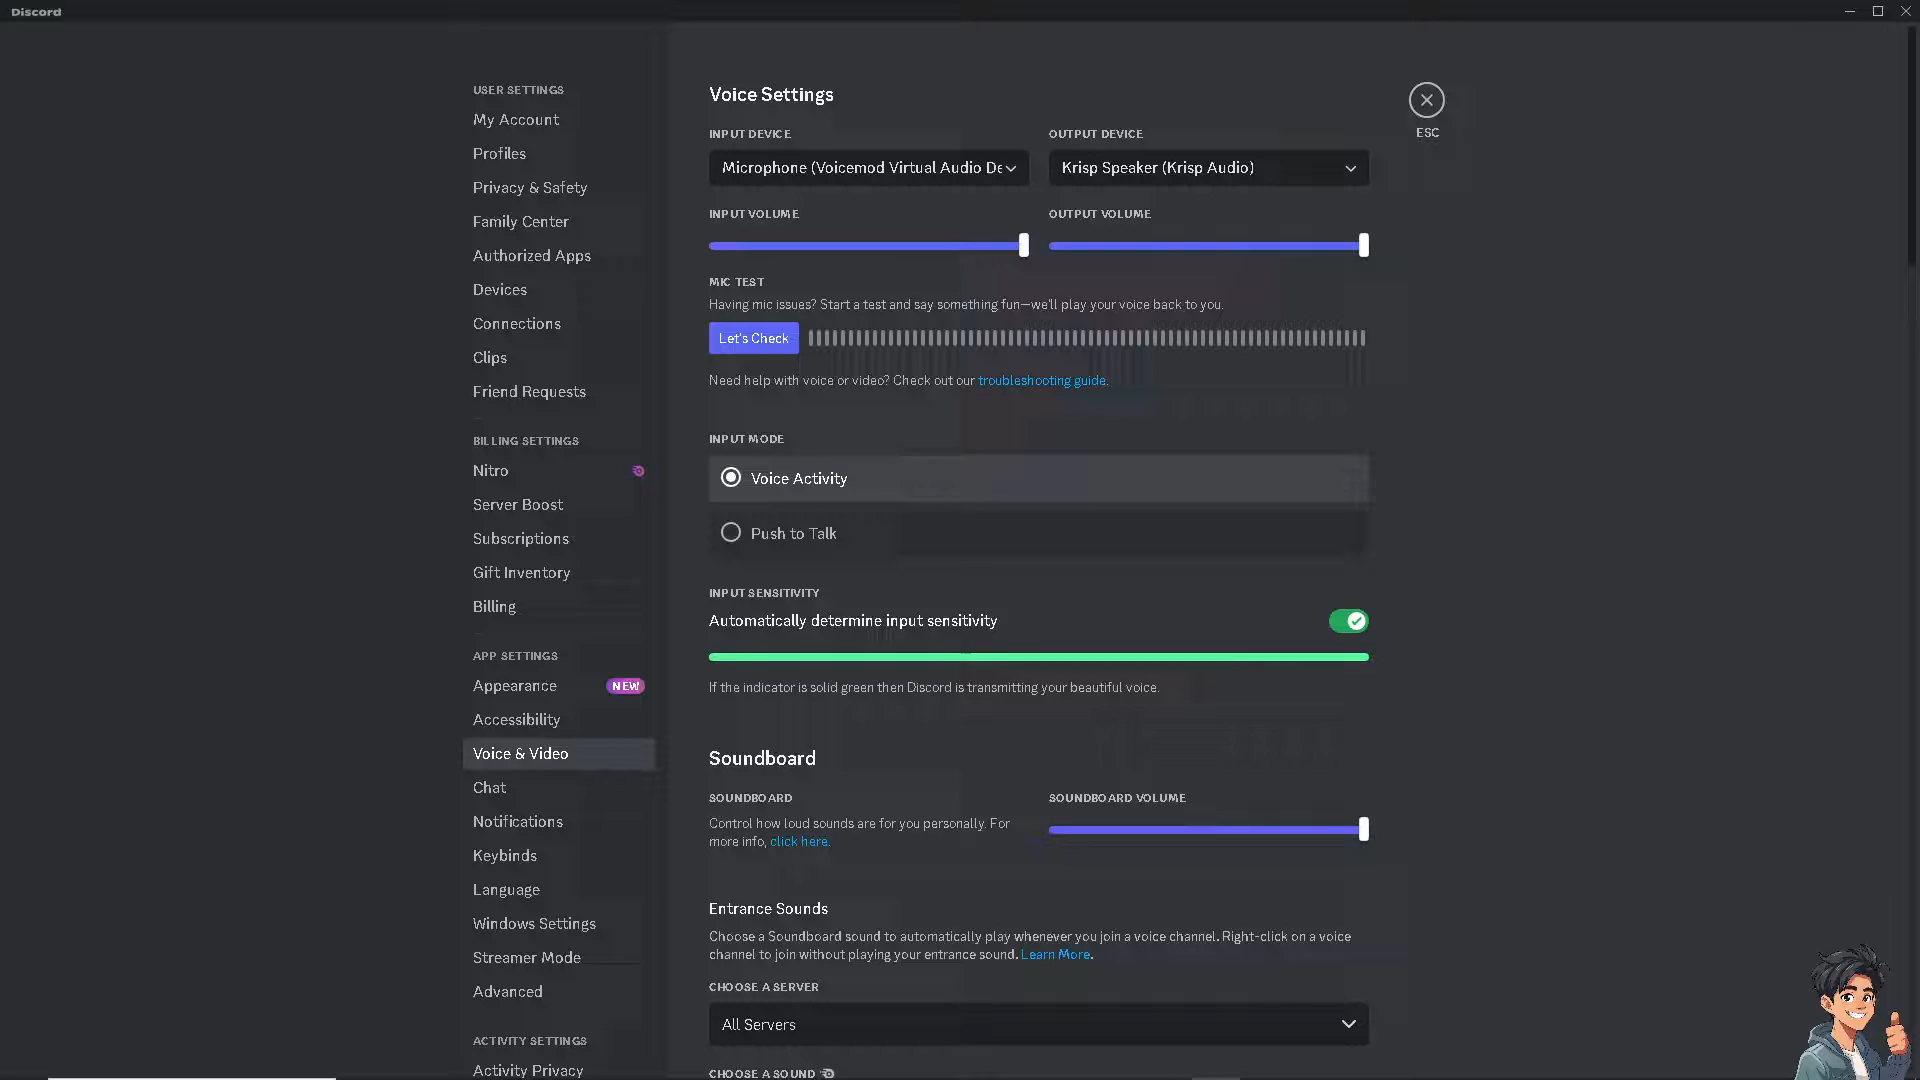 Discord
USER SETTINGS
My Account
Profiles
Privacy & Safety
Family Center
Authorized Apps
Devices
Connections
Clips
Friend Requests
BILLING SETTINGS
Nitro
Server Boost
Subscriptions
Gift Inventory
Billing
APP SETTINGS
Appearance NEW
Accessibility
Voice & Video
Chat
Notifications
Keybinds
Language
Windows Settings
Streamer Mode
Advanced
ACTIVITY SETTINGS
Activity Privacy
Voice Settings
ESC
INPUT DEVICE
Microphone (Voicemod Virtual Audio De
OUTPUT DEVICE
Krisp Speaker (Krisp Audio)
INPUT VOLUME
OUTPUT VOLUME
MIC TEST
Having mic issues? Start a test and say something fun—we'll play your voice back to you.
Let's Check
Need help with voice or video? Check out our troubleshooting guide.
INPUT MODE
Voice Activity
Push to Talk
INPUT SENSITIVITY
Automatically determine input sensitivity
If the indicator is solid green then Discord is transmitting your beautiful voice.
Soundboard
SOUNDBOARD
Control how loud sounds are for you personally. For
more info, click here.
SOUNDBOARD VOLUME
Entrance Sounds
Choose a Soundboard sound to automatically play whenever you join a voice channel. Right-click on a voice
channel to join without playing your entrance sound. Learn More.
CHOOSE A SERVER
All Servers
CHOOSE A SOUND